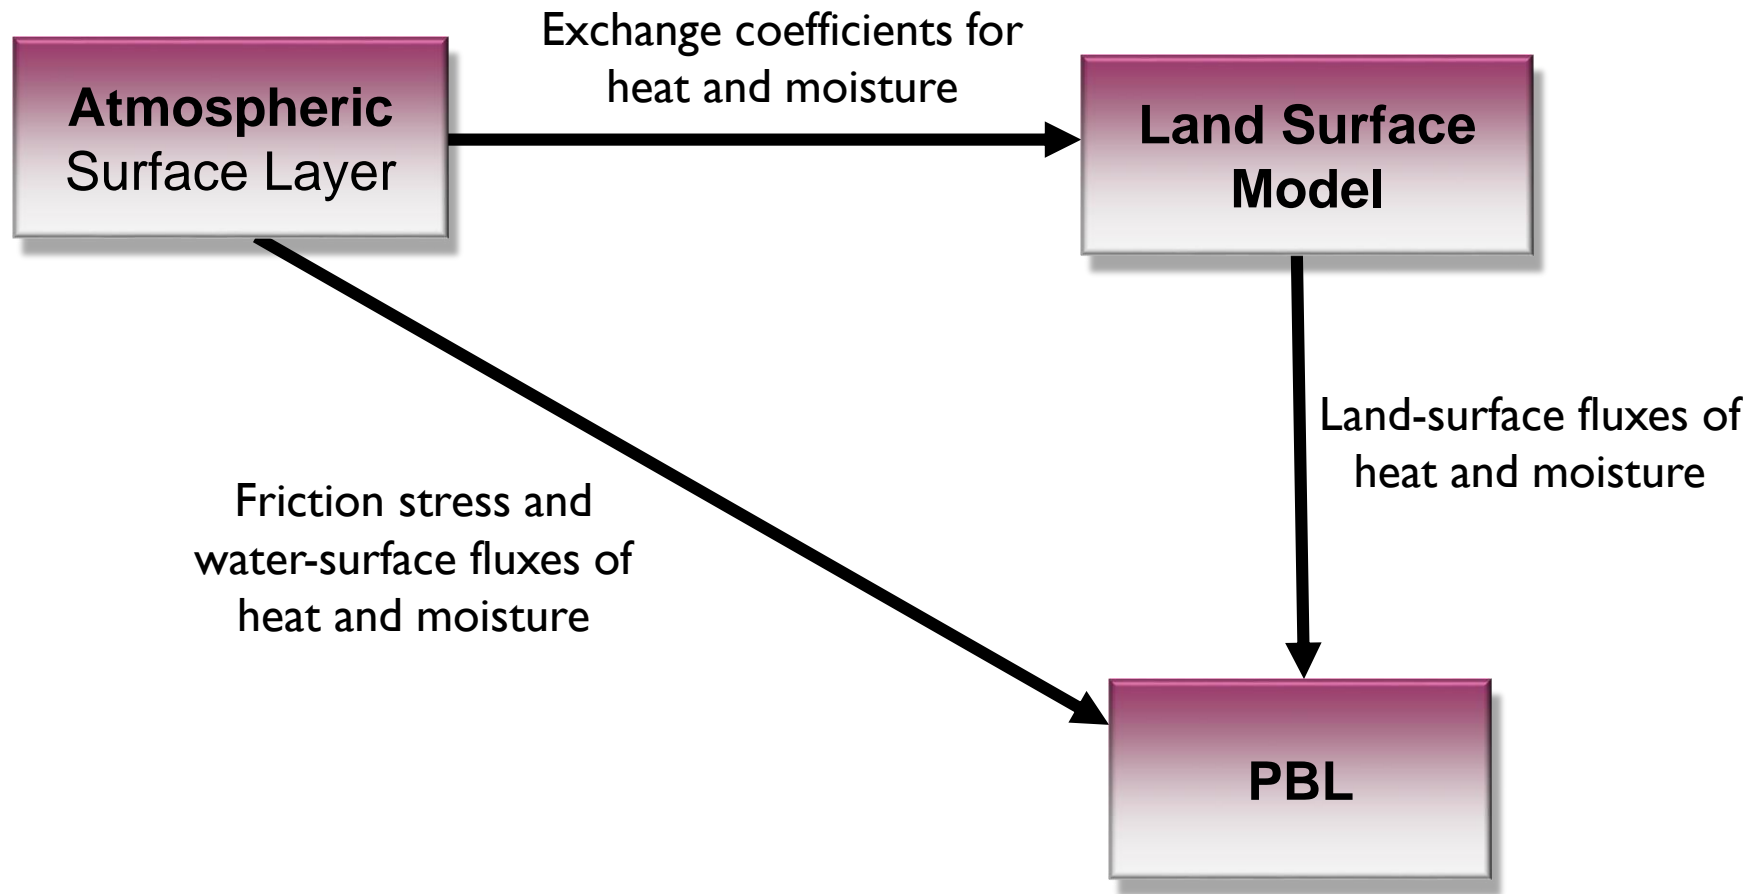 Exchange coefficients for
heat and moisture
Atmospheric
Surface Layer
Land Surface
Model
Land-surface fluxes of
heat and moisture
Friction stress and
water-surface fluxes of
heat and moisture
PBL